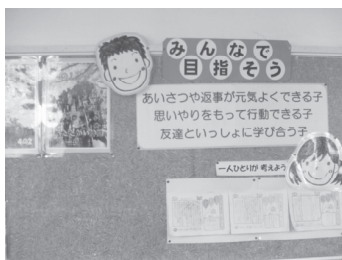 みんなで
目指そう
あいさつや返事が元気よくできる子
思いやりをもって行動できる子
友達といっしょに学び合う子
一人ひとりが考えよう